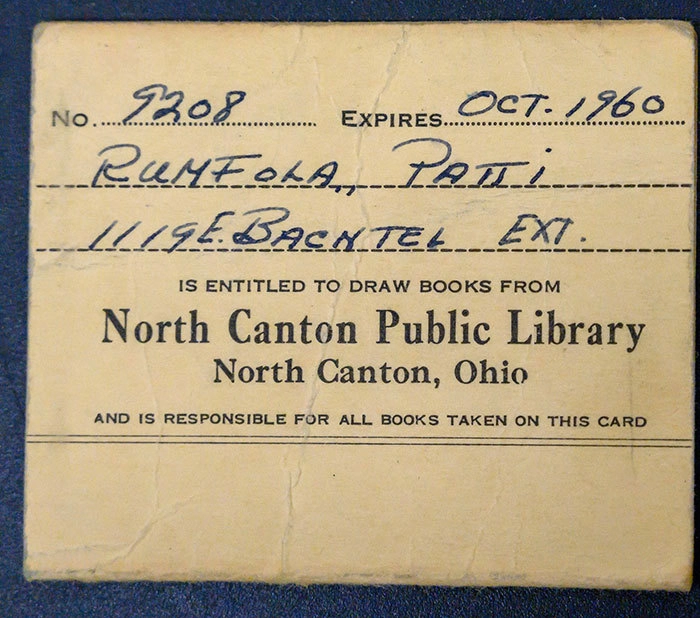 No. 9208 EXPIRES OCT. 1960
RUMFOLA, PATTI
1119 E. BACHTEL EXT.
IS ENTITLED TO DRAW BOOKS FROM
North Canton Public Library
North Canton, Ohio
AND IS RESPONSIBLE FOR ALL BOOKS TAKEN ON THIS CARD